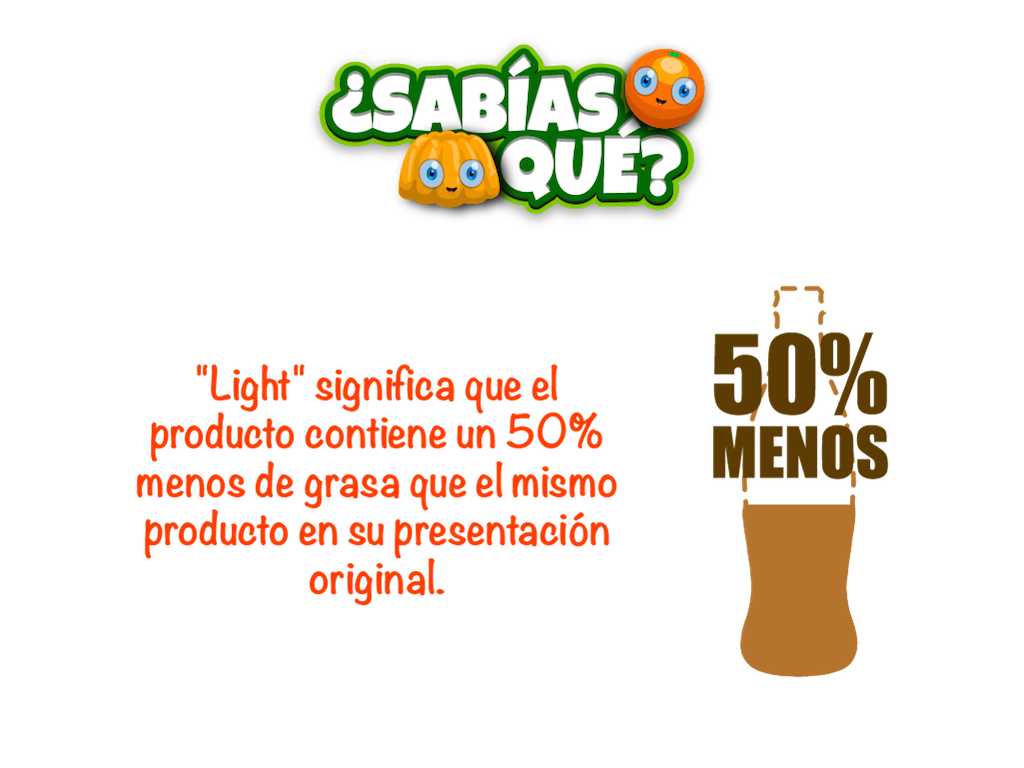 ¿SABÍAS
QUÉ?
"Light" significa que el
producto contiene un 50%
menos de grasa que el mismo
producto en su presentación
original.
50%
MENOS